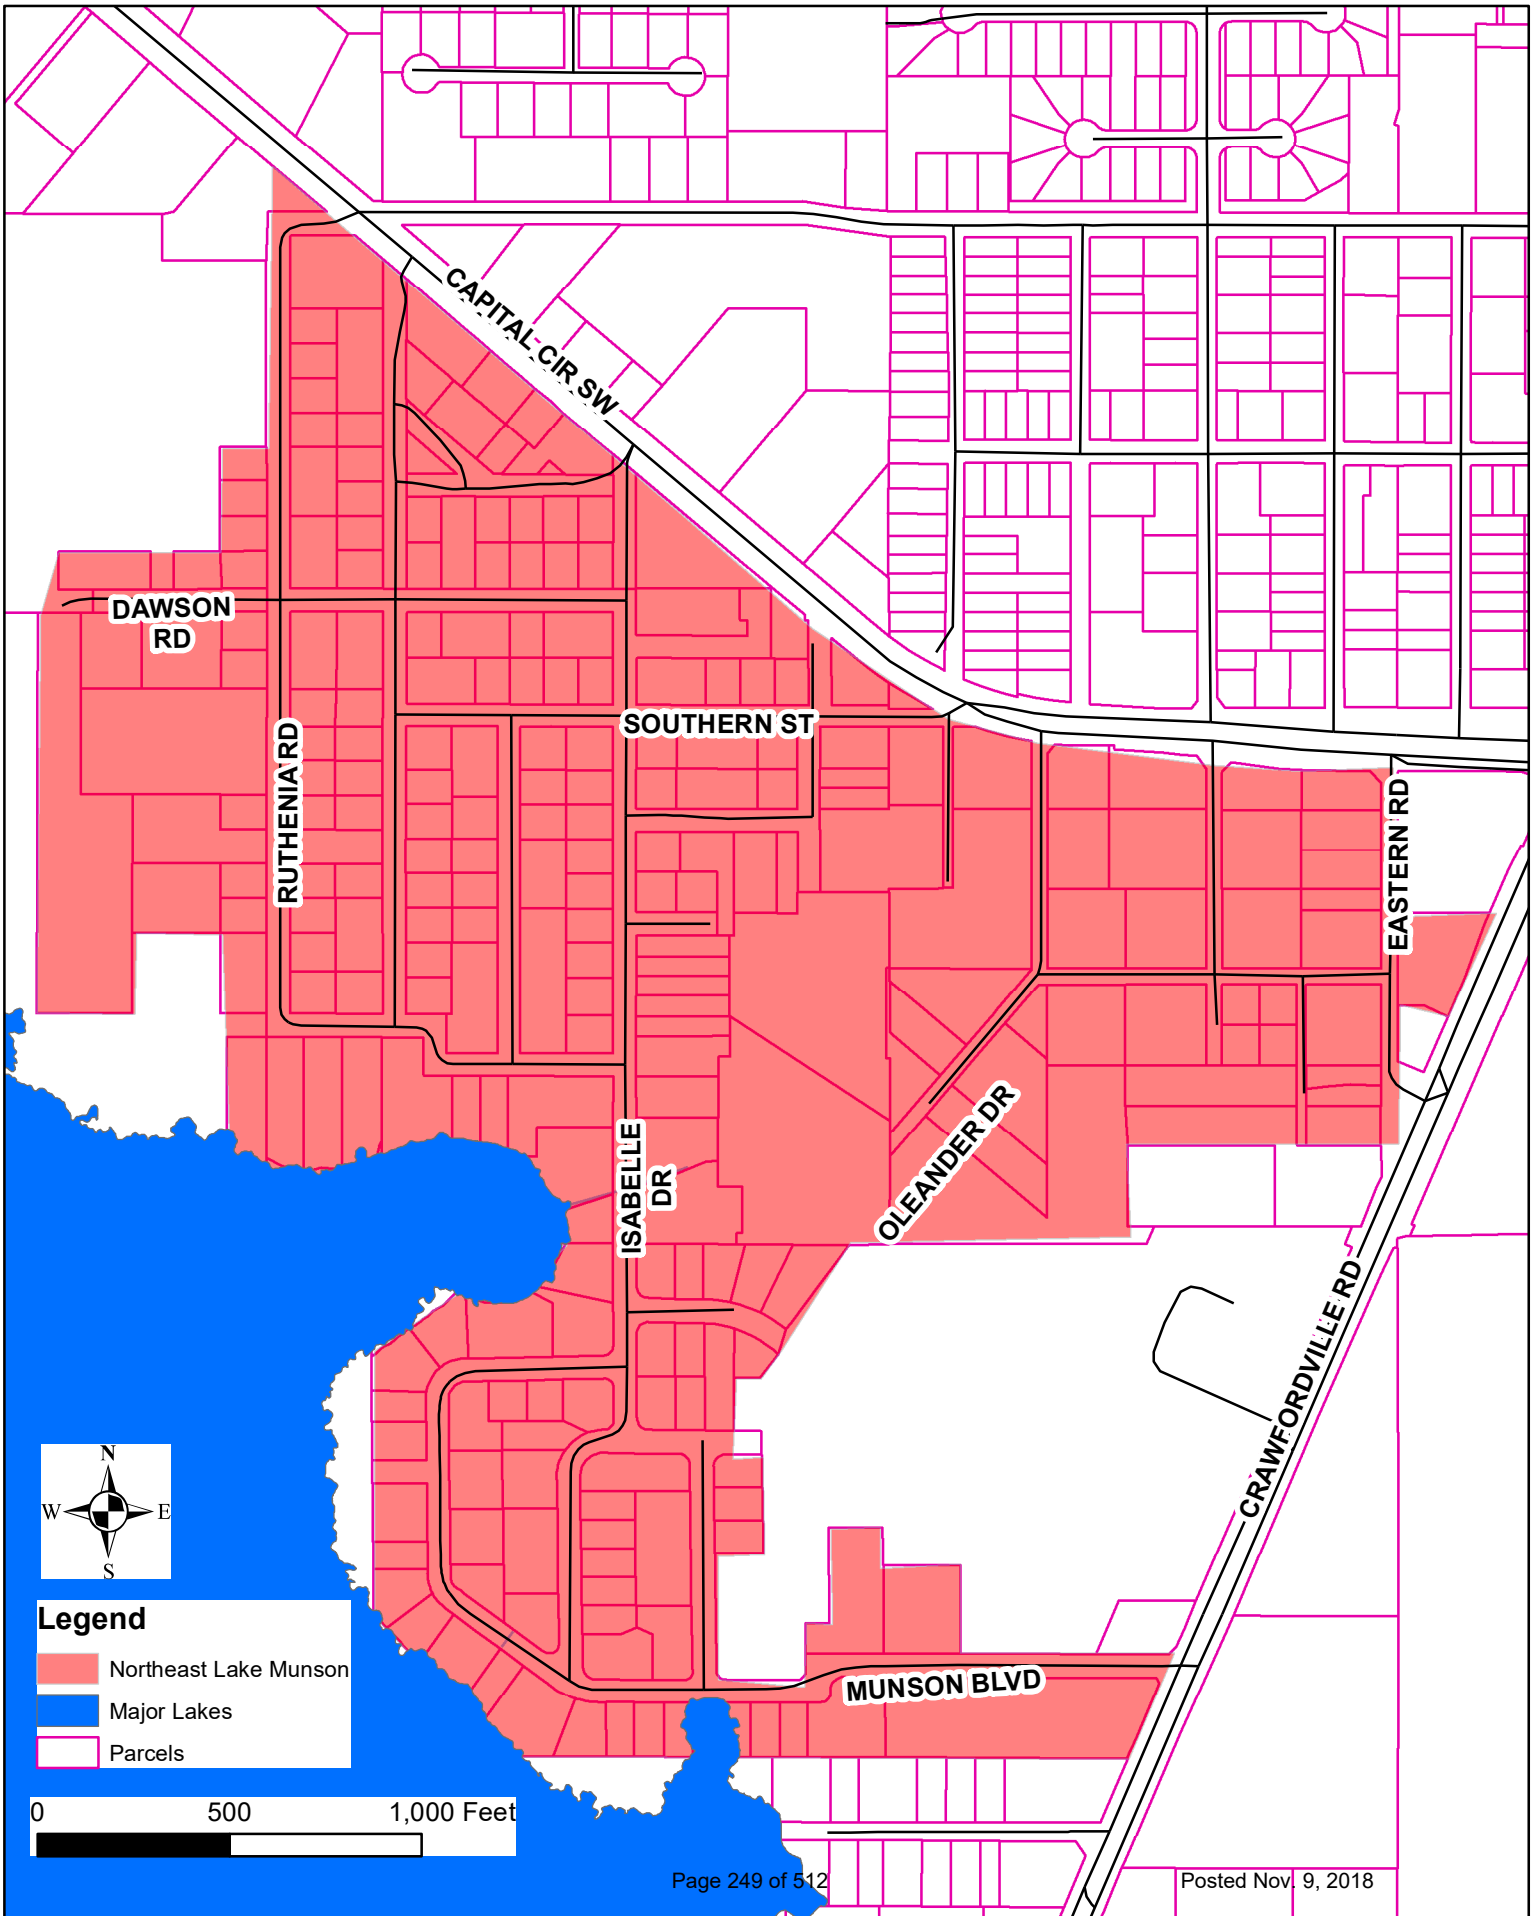 CAPITAL CIR SW
DAWSON
RD
SOUTHERN ST
RUTHENIA RD
EASTERN RD
ISABELLE
DR
OLEANDER DR
CRAWFORDVILLE RD
N
W E
S
Legend
Northeast Lake Munson
Major Lakes
Parcels
MUNSON BLVD
0 500 1,000 Feet
Page 249 of 512
Posted Nov. 9, 2018